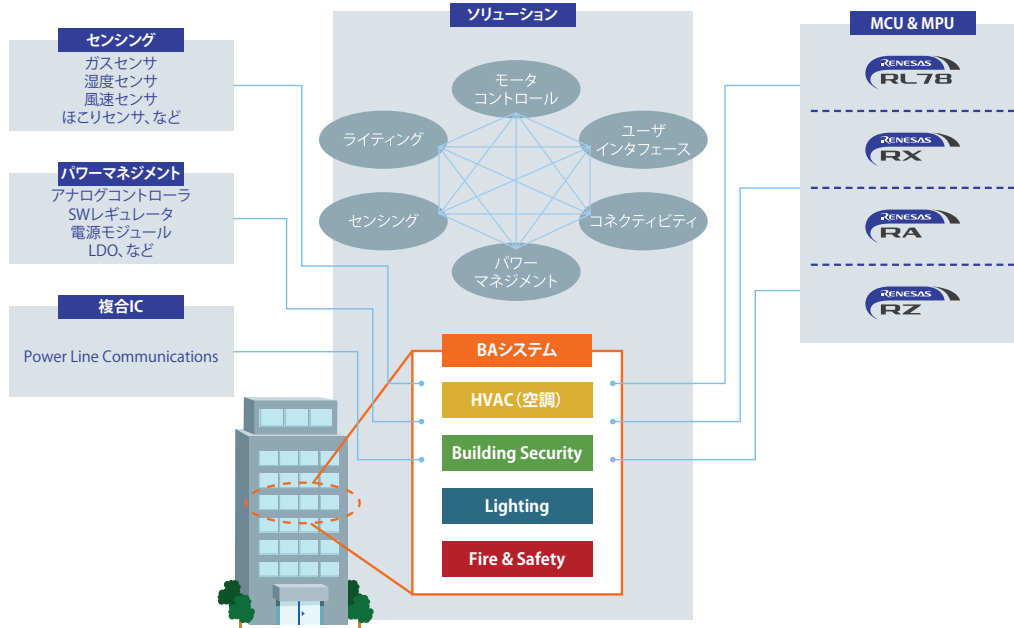 センシング
ガスセンサ
湿度センサ
風速センサ
ほこりセンサ、など
パワーマネジメント
アナログコントローラ
SWレギュレータ
電源モジュール
LDO、など
複合IC
Power Line Communications
ソリューション
モータ
コントロール
ライティング
ユーザ
インタフェース
センシング
コネクティビティ
パワー
マネジメント
BAシステム
HVAC（空調）
Building Security
Lighting
Fire & Safety
MCU & MPU
RENESAS
RL78
RENESAS
RX
RENESAS
RA
RENESAS
RZ